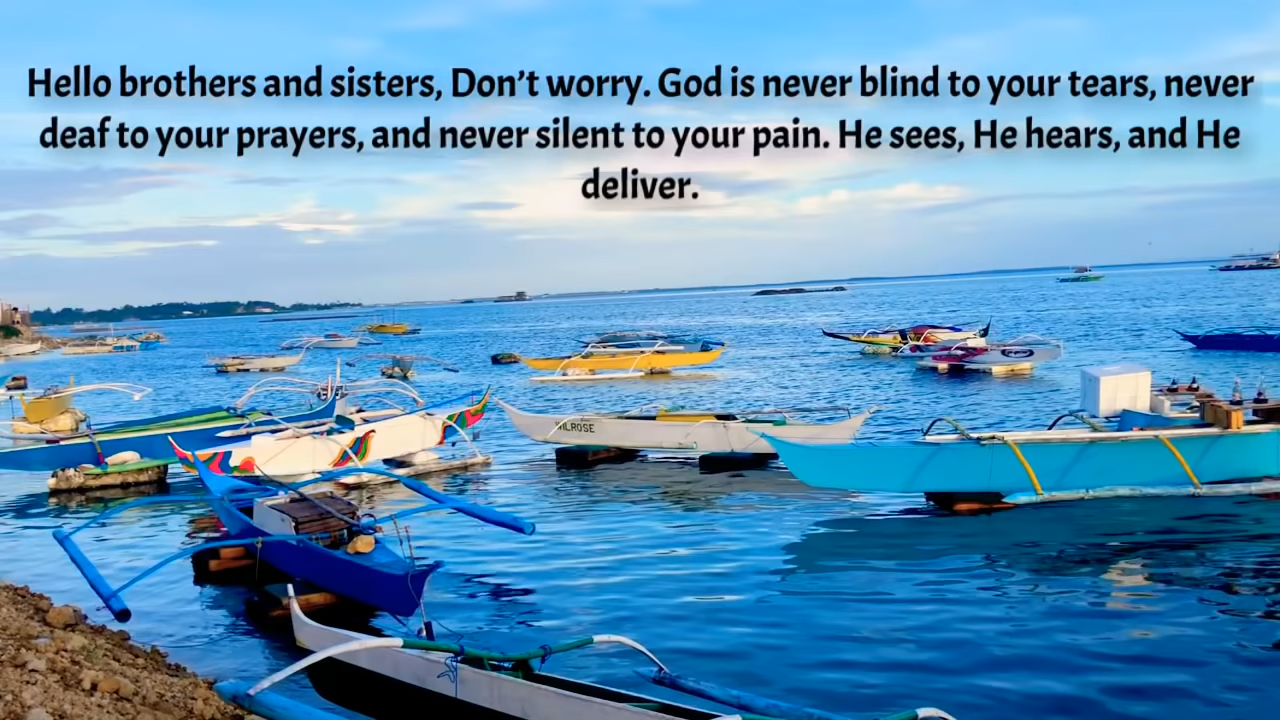 Hello brothers and sisters, Don’t worry. God is never blind to your tears, never
deaf to your prayers, and never silent to your pain. He sees, He hears, and He
deliver.
WILROSE